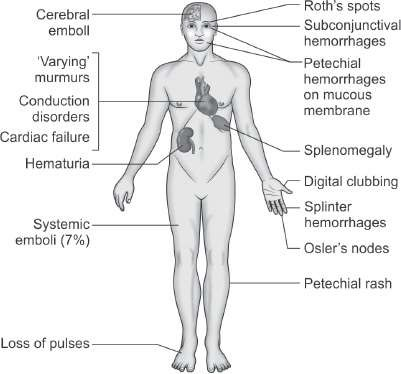 Cerebral
emboll
'Varying'
murmurs
Conduction
disorders
Cardiac failure
Hematuria
Systemic
emboli (7%)
Loss of pulses
Roth's spots
Subconjunctival
hemorrhages
Petechial
hemorrhages
on mucous
membrane
Splenomegaly
Digital clubbing
Splinter
hemorrhages
Osler's nodes
Petechial rash